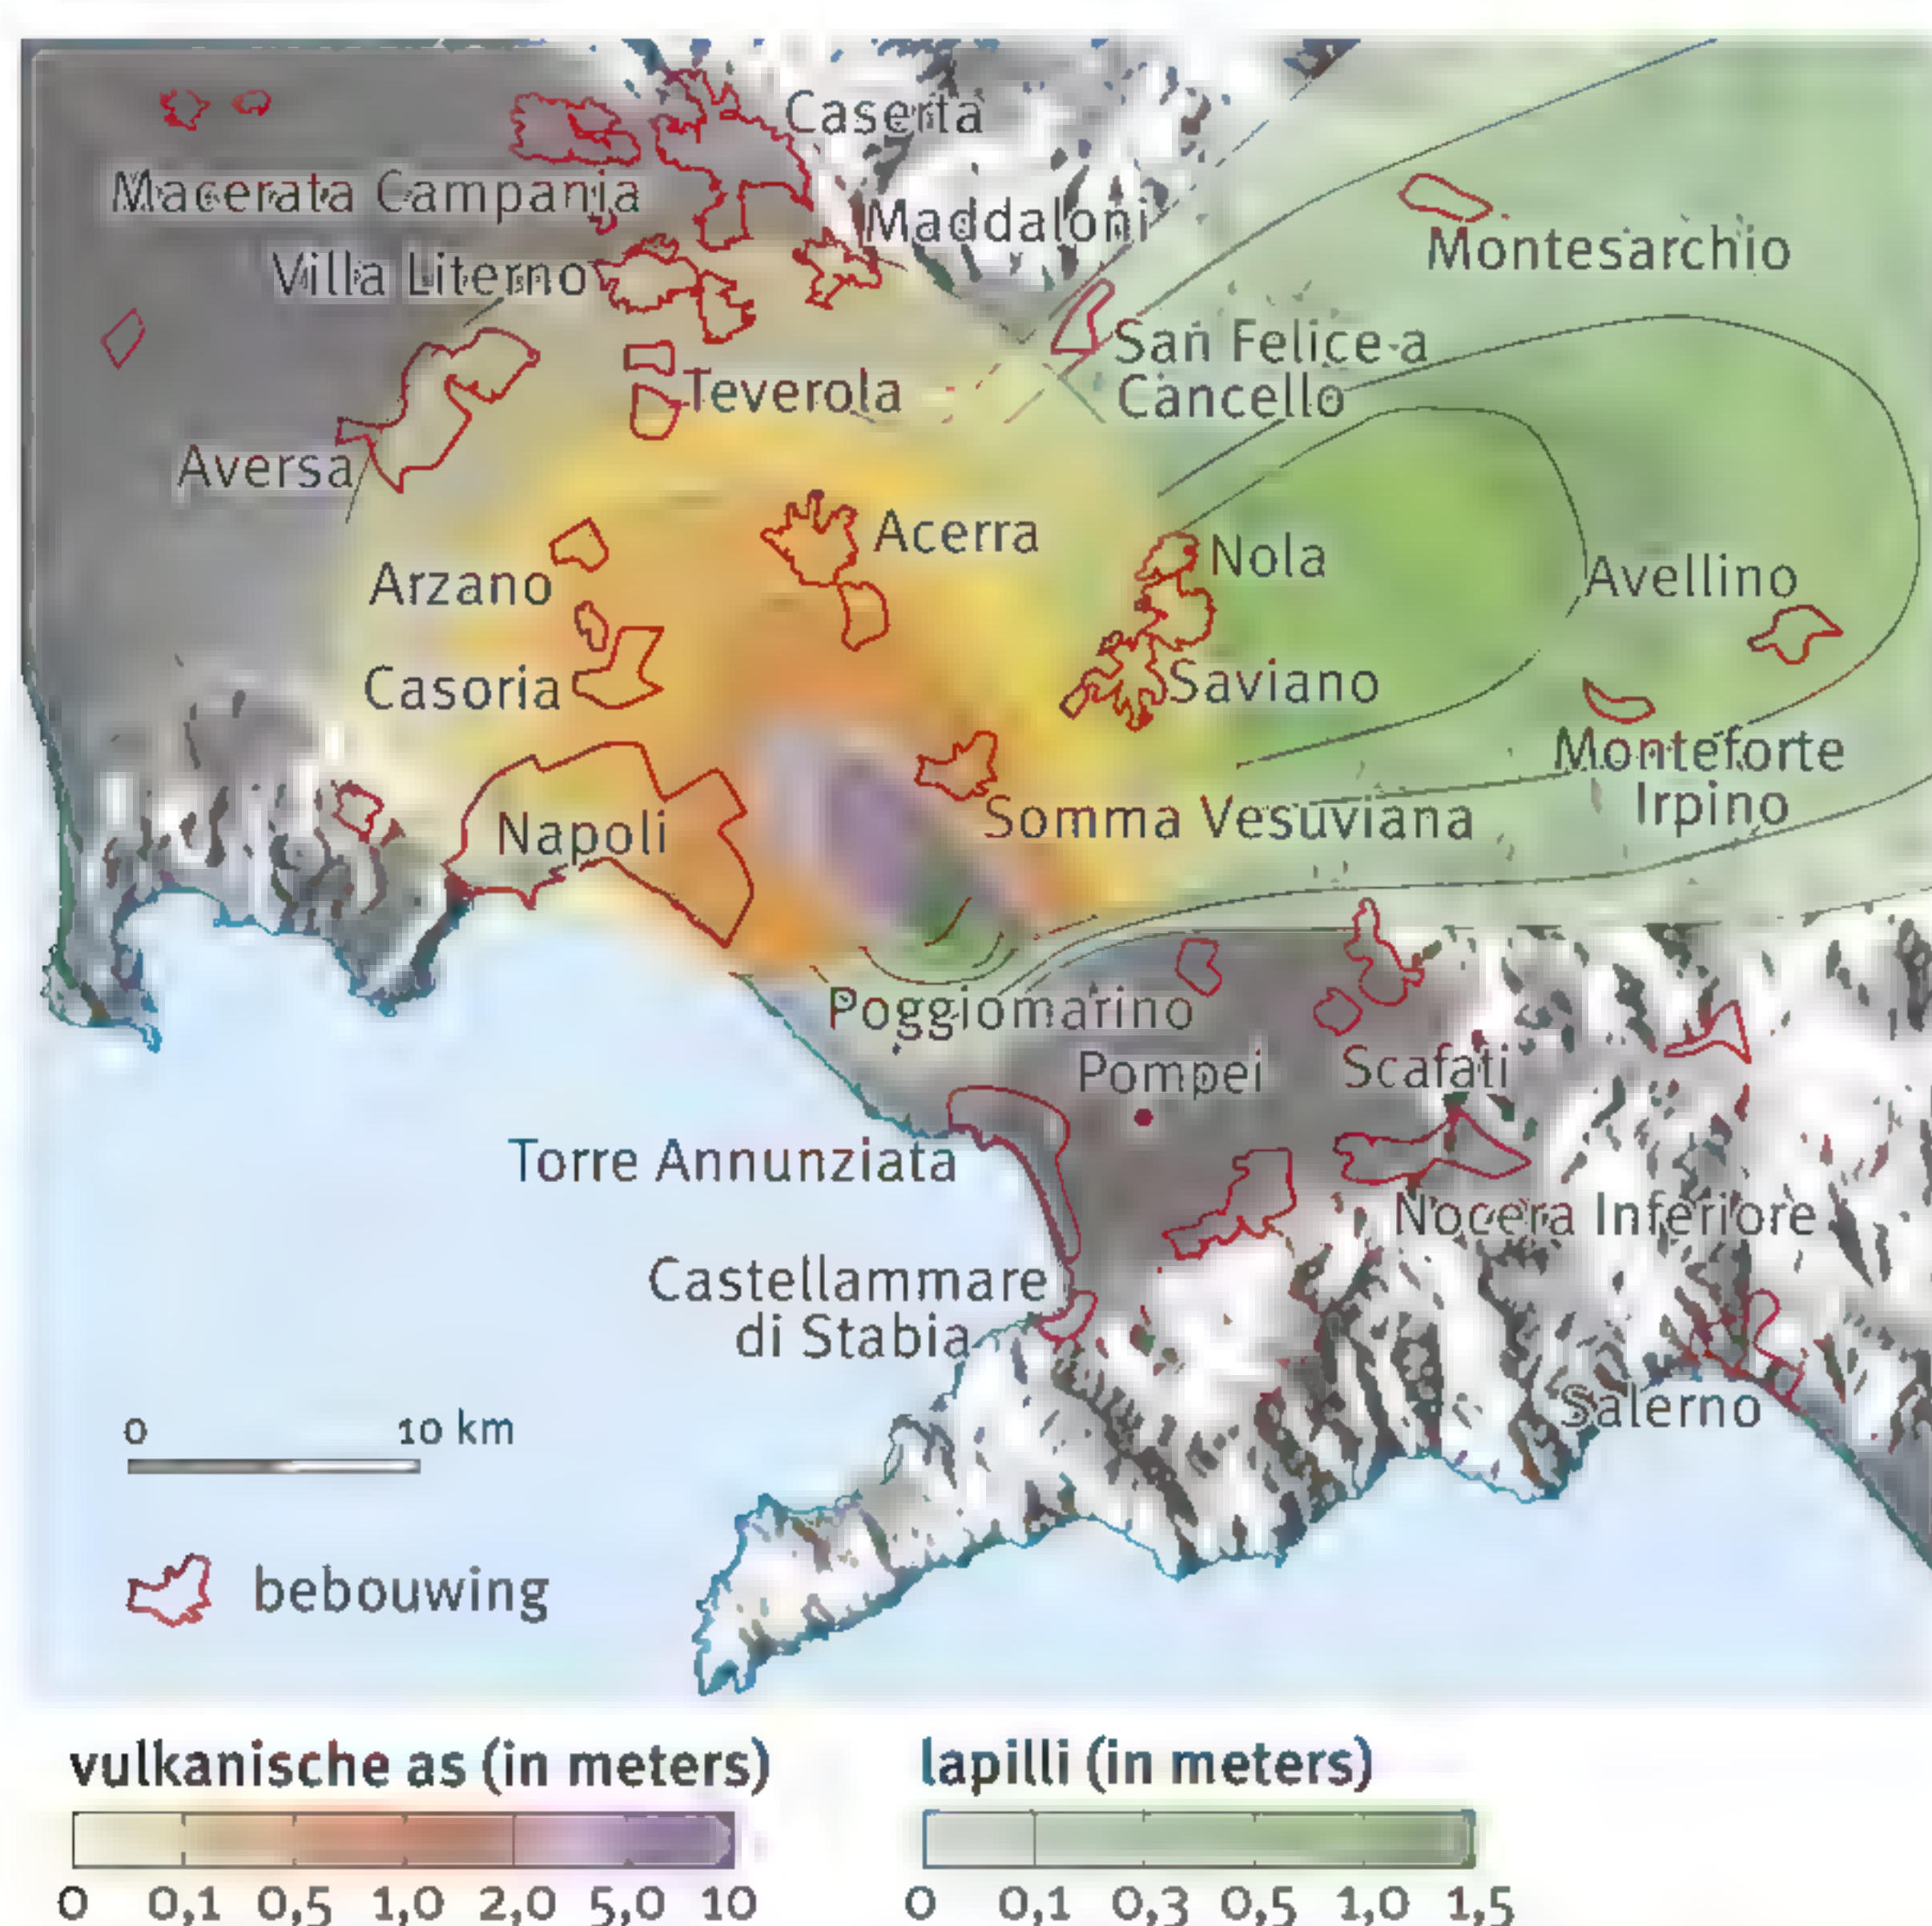 Caserta
Macerata Campania
Maddaloni
Villa Literno
Montesarchio
San Felice a
Cancello
Teverola
Aversa
Acerra
Nola
Arzano
Avellino
Casoria
Saviano
Monteforte
Irpino
Napoli
Somma Vesuviana
Poggiomarino
Pompei
Scafati
Torre Annunziata
Nocera Inferiore
Castellammare
di Stabia
Salerno
0 10 km
bebouwing
vulkanische as (in meters)
0 0,1 0,5 1,0 2,0 5,0 10
lapilli (in meters)
0 0,1 0,3 0,5 1,0 1,5